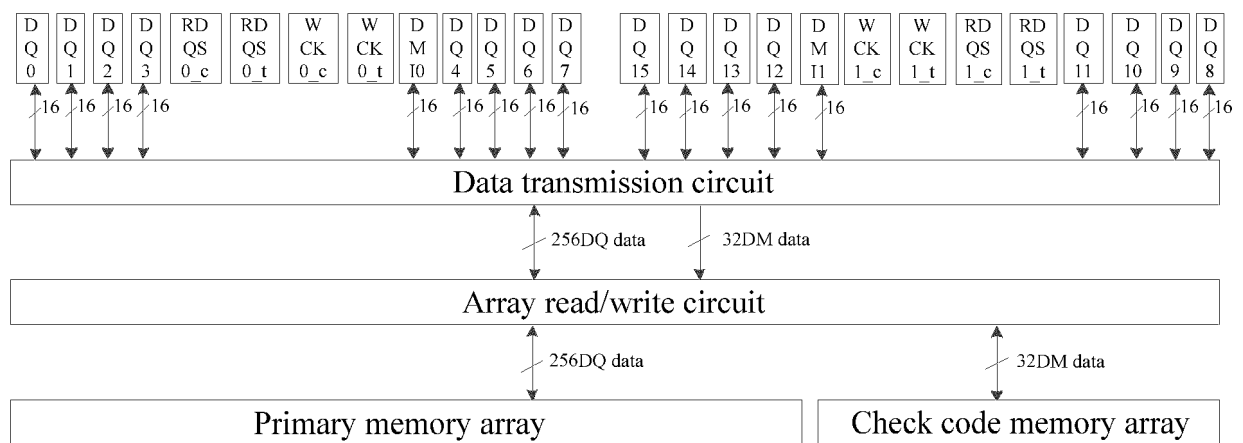 D D D D RD RD W W D D D D D D D D D D W W RD RD D D D D
Q Q Q Q QS QS CK CK M Q Q Q Q Q Q Q Q M CK CK QS QS Q Q Q Q
0 1 2 3 0_c 0_t 0_c 0_t I0 4 5 6 7 15 14 13 12 I1 1_c 1_t 1_c 1_t 11 10 9 8
16 16 16 16 16 16 16 16 16 16 16 16 16 16 16 16 16 16
Data transmission circuit
256DQ data 32DM data
Array read/write circuit
256DQ data 32DM data
Primary memory array Check code memory array